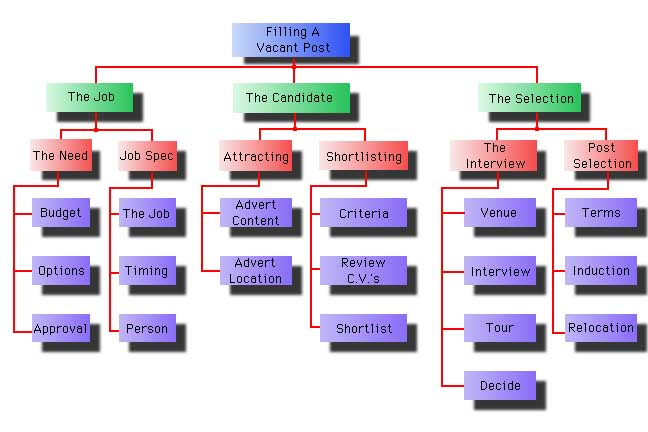 Filling A
Vacant Post
The Job
The Candidate
The Selection
The Need
Job Spec
Attracting
Shortlisting
The
Interview
Post
Selection
Budget
The Job
Advert
Content
Criteria
Venue
Terms
Options
Timing
Advert
Location
Review
C.V.'s
Interview
Induction
Approval
Person
Shortlist
Tour
Relocation
Decide